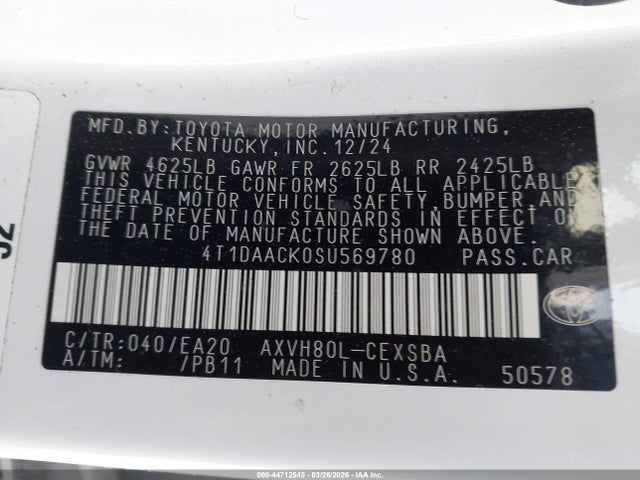 MFD.BY:TOYOTA MOTOR MANUFACTURING,
KENTUCKY,INC.12/24
GVWR 4625LB GAWR FR 2625LB RR 2425LB
THIS VEHICLE CONFORMS TO ALL APPLICABLE
FEDERAL MOTOR VEHICLE SAFETY,BUMPER,AND
THEFT PREVENTION STANDARDS IN EFFECT ON
THE DATE OF MANUFACTURE SHOWN ABOVE.
4T1DAACK0SU569780 PASS.CAR
C/TR:040/EA20 AXVH80L-CEXSBA
A/TM: /PB11 MADE IN U.S.A. 50578
52
000-44712545 - 03/26/2026 - IAA Inc.